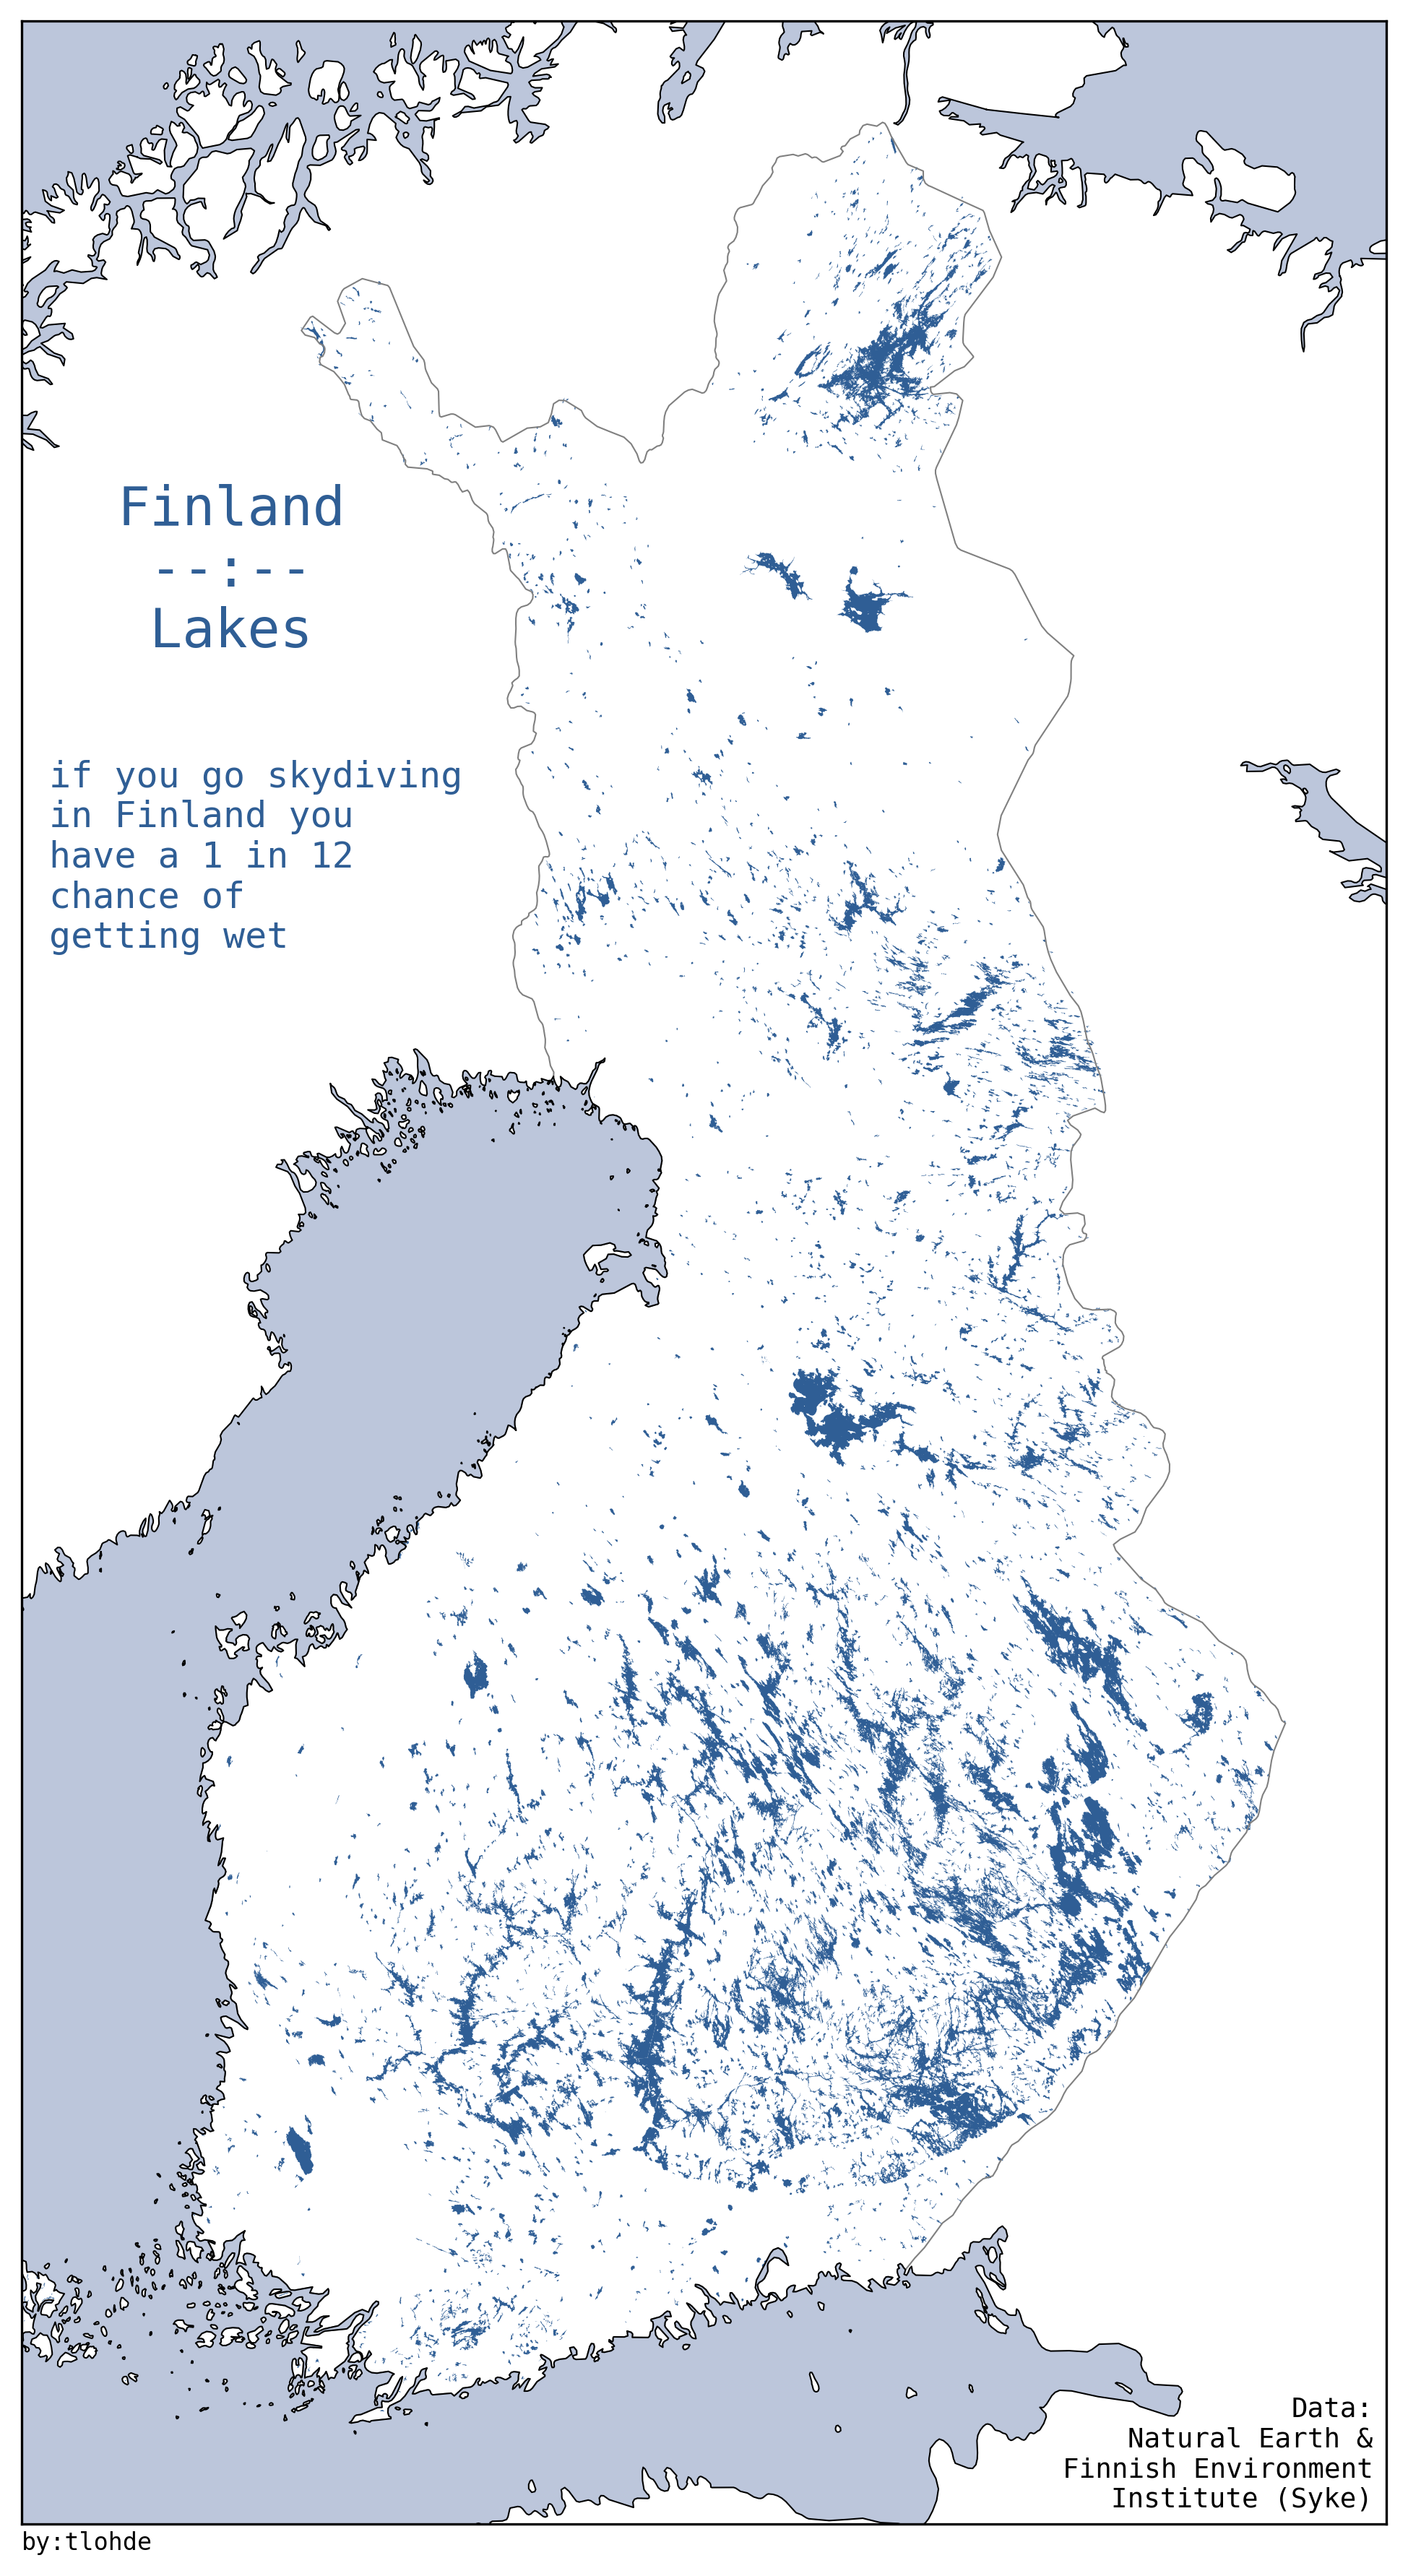 Finland
--:--
Lakes
if you go skydiving
in Finland you
have a 1 in 12
chance of
getting wet
Data:
Natural Earth &
Finnish Environment
Institute (Syke)
by:tlohde